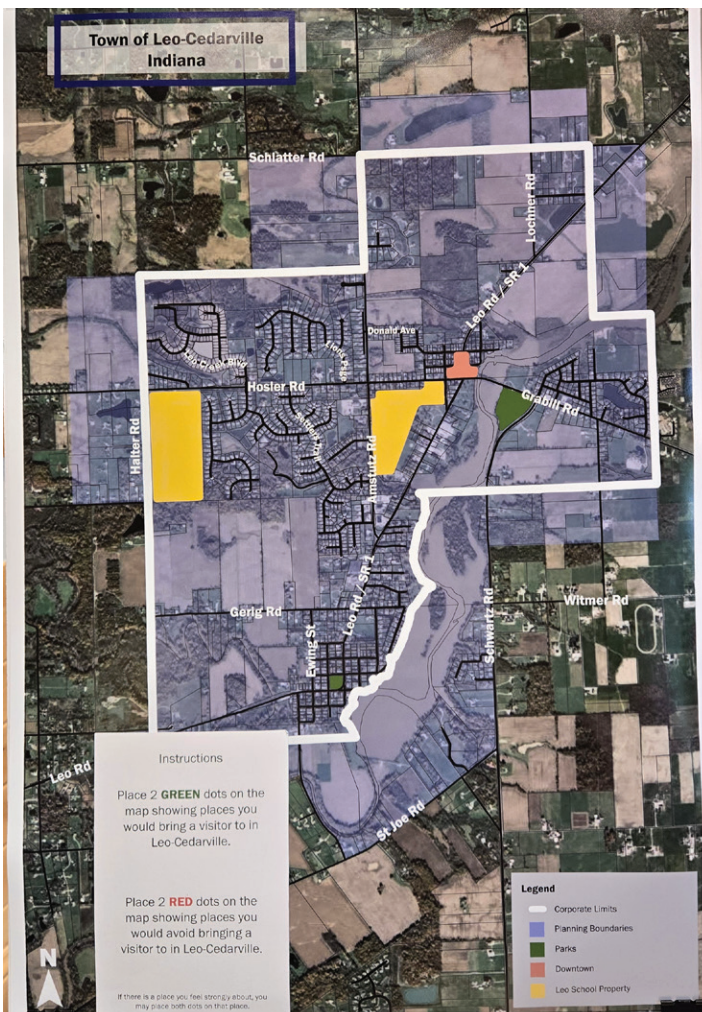 Town of Leo-Cedarville
Indiana
Schlatter Rd
Lochner Rd
Leo Rd / SR 1
Donald Ave
Leo Creek Blvd
Hosler Rd
Grabill Rd
Halter Rd
Amstutz Rd
Gerig Rd
Leo Rd / SR 1
Ewing St
Schwartz Rd
Witmer Rd
Leo Rd
St Joe Rd
Instructions
Place 2 GREEN dots on the
map showing places you
would bring a visitor to in
Leo-Cedarville.
Place 2 RED dots on the
map showing places you
would avoid bringing a
visitor to in Leo-Cedarville.
If there is a place you feel strongly about, you
may place both dots on that place.
N
Legend
Corporate Limits
Planning Boundaries
Parks
Downtown
Leo School Property